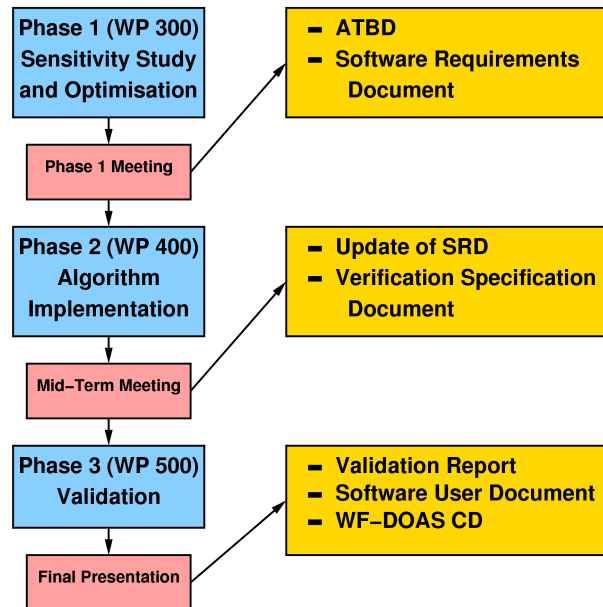 Phase 1 (WP 300)
Sensitivity Study
and Optimisation
– ATBD
– Software Requirements
Document
Phase 1 Meeting
Phase 2 (WP 400)
Algorithm
Implementation
– Update of SRD
– Verification Specification
Document
Mid–Term Meeting
Phase 3 (WP 500)
Validation
– Validation Report
– Software User Document
– WF–DOAS CD
Final Presentation